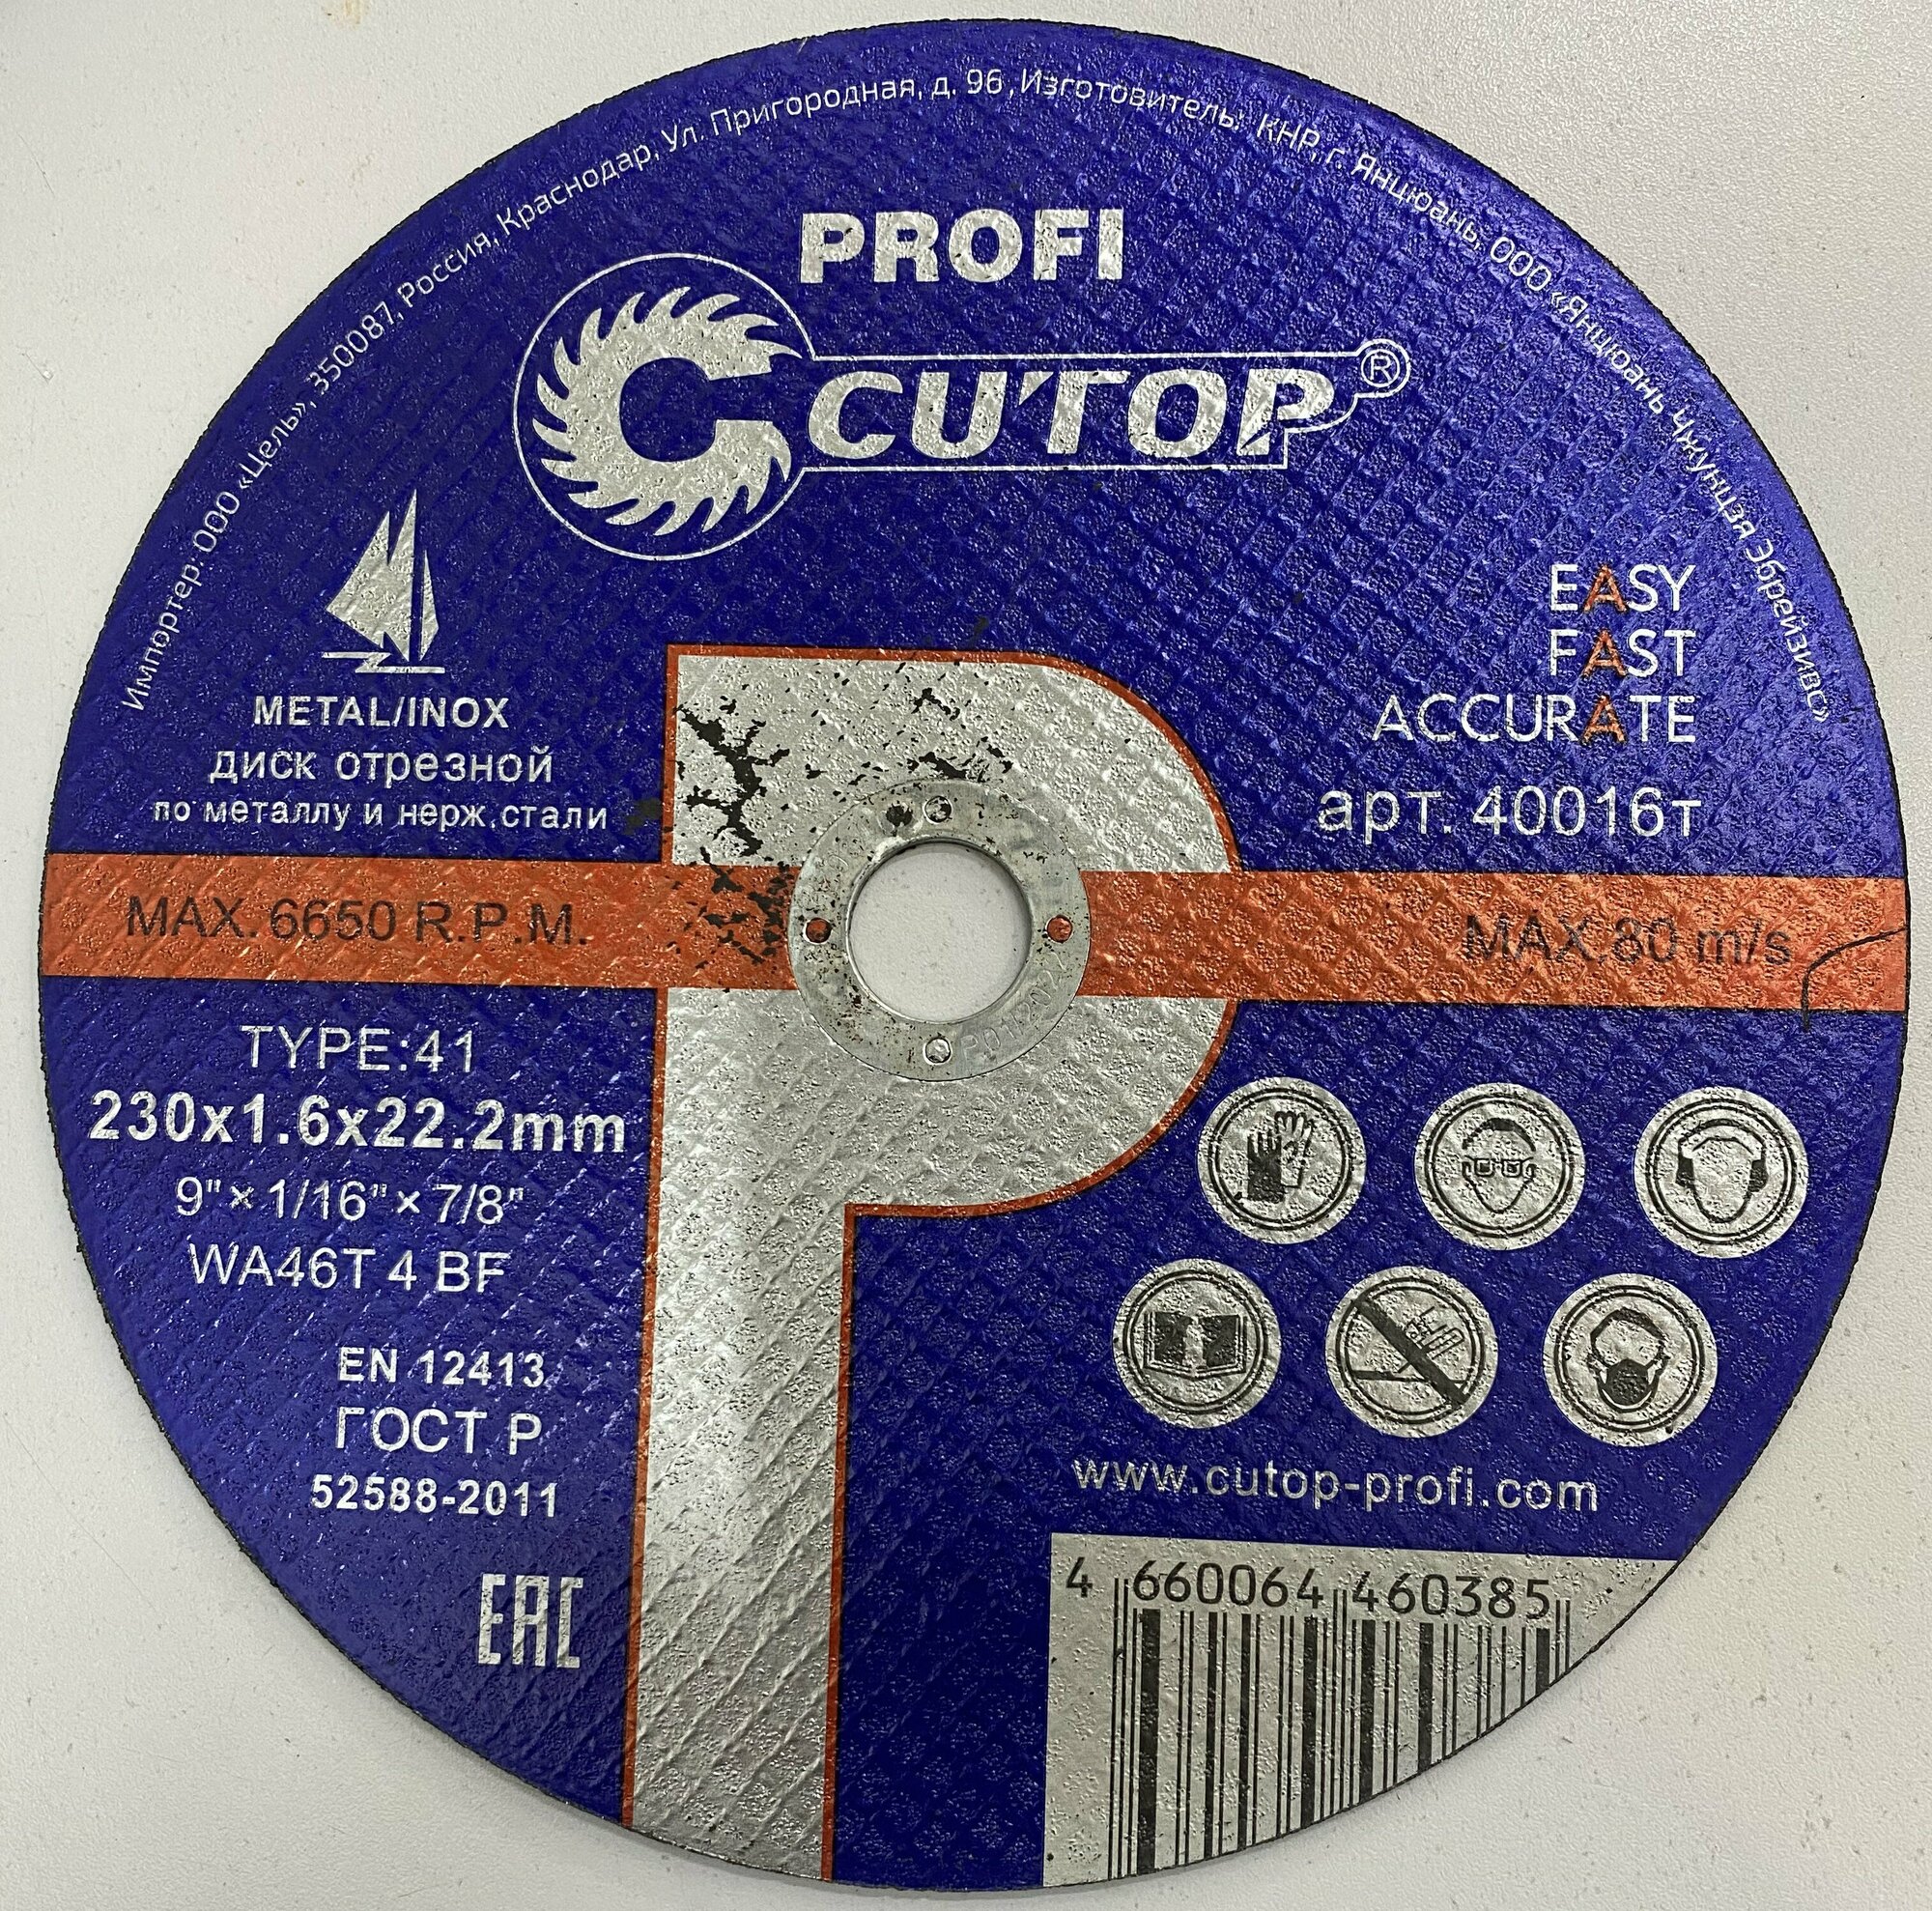 Импортер: ООО «Цель», 350087, Россия, Краснодар, Ул. Пригородная, д. 96, Изготовитель: КНР, г. Янцюань, ООО «Янцюань Чжунцзя Эбрейзивс»
PROFI
CUTOP®
METAL/INOX
диск отрезной
по металлу и нерж.стали
EASY
FAST
ACCURATE
арт. 40016т
MAX. 6650 R.P.M.
MAX.80 m/s
TYPE:41
230x1.6x22.2mm
9"×1/16"×7/8"
WA46T 4 BF
EN 12413
ГОСТ Р
52588-2011
EAC
www.cutop-profi.com
4 660064 460385